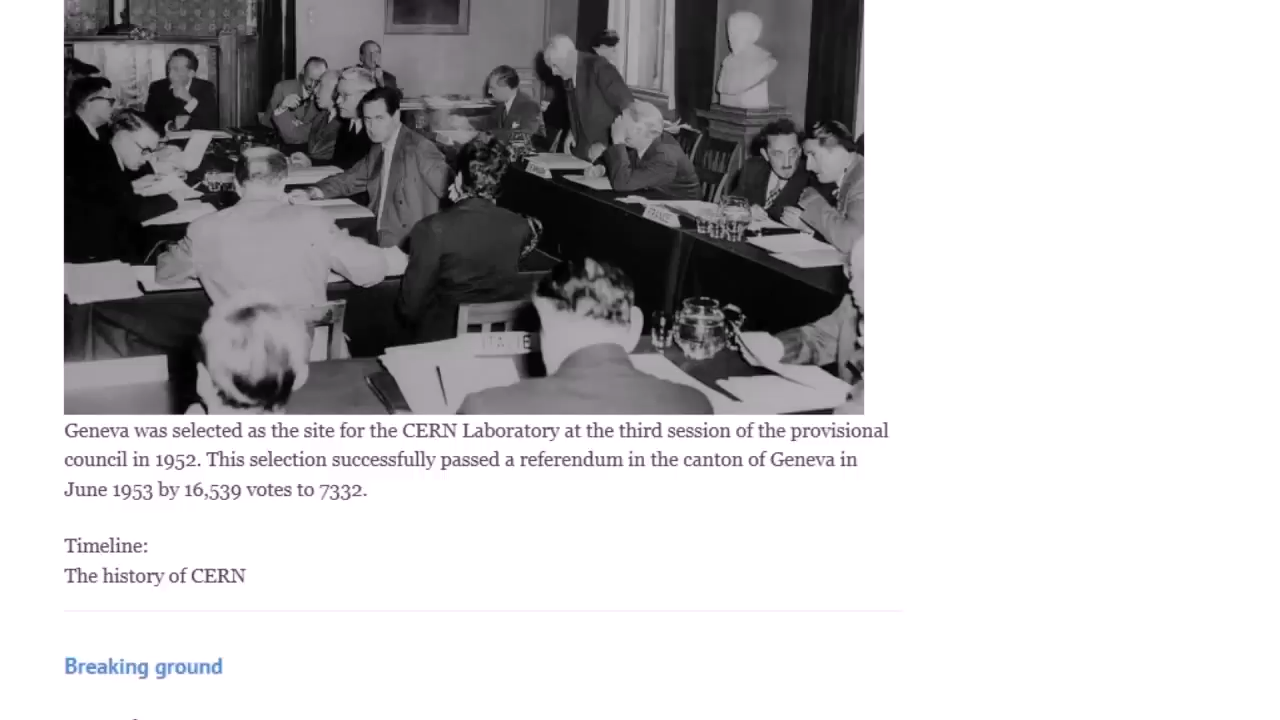 FRANCE
ITALIE
Geneva was selected as the site for the CERN Laboratory at the third session of the provisional
council in 1952. This selection successfully passed a referendum in the canton of Geneva in
June 1953 by 16,539 votes to 7332.
Timeline:
The history of CERN
Breaking ground